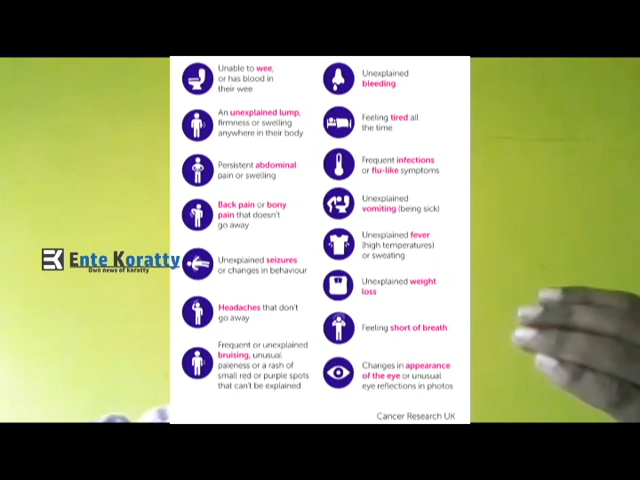 Unable to wee,
or has blood in
their wee
An unexplained lump,
firmness or swelling
anywhere in their body
Persistent abdominal
pain or swelling
Back pain or bony
pain that doesn't
go away
Unexplained seizures
or changes in behaviour
Headaches that don't
go away
Frequent or unexplained
bruising, unusual
paleness or a rash of
small red or purple spots
that can't be explained
Unexplained
bleeding
Feeling tired all
the time
Frequent infections
or flu-like symptoms
Unexplained
vomiting (being sick)
Unexplained fever
(high temperatures)
or sweating
Unexplained weight
loss
Feeling short of breath
Changes in appearance
of the eye or unusual
eye reflections in photos
Cancer Research UK
EK Ente Koratty
Own news of Koratty